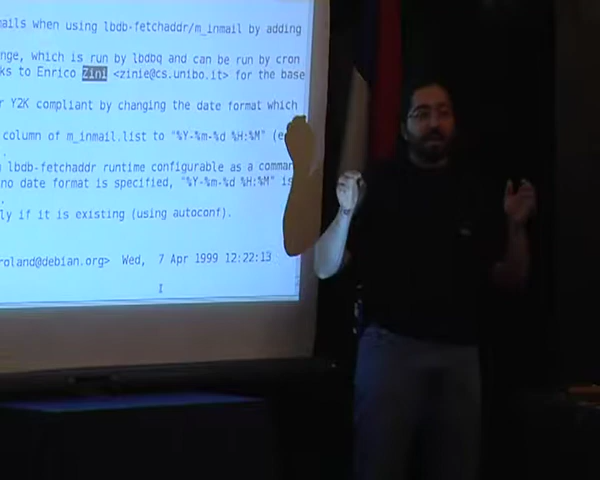 ails when using lbdb-fetchaddr/m_inmail by adding
nge, which is run by lbdbq and can be run by cron
ks to Enrico Zini <zinie@cs.unibo.it> for the base
r Y2K compliant by changing the date format which
column of m_inmail.list to "%Y-%m-%d %H:%M" (e
.
lbdb-fetchaddr runtime configurable as a comman
no date format is specified, "%Y-%m-%d %H:%M" is
.
ly if it is existing (using autoconf).
roland@debian.org> Wed, 7 Apr 1999 12:22:13